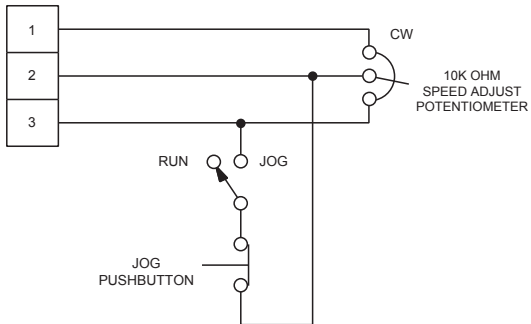 1
CW
2
10K OHM
SPEED ADJUST
POTENTIOMETER
3
RUN
JOG
JOG
PUSHBUTTON